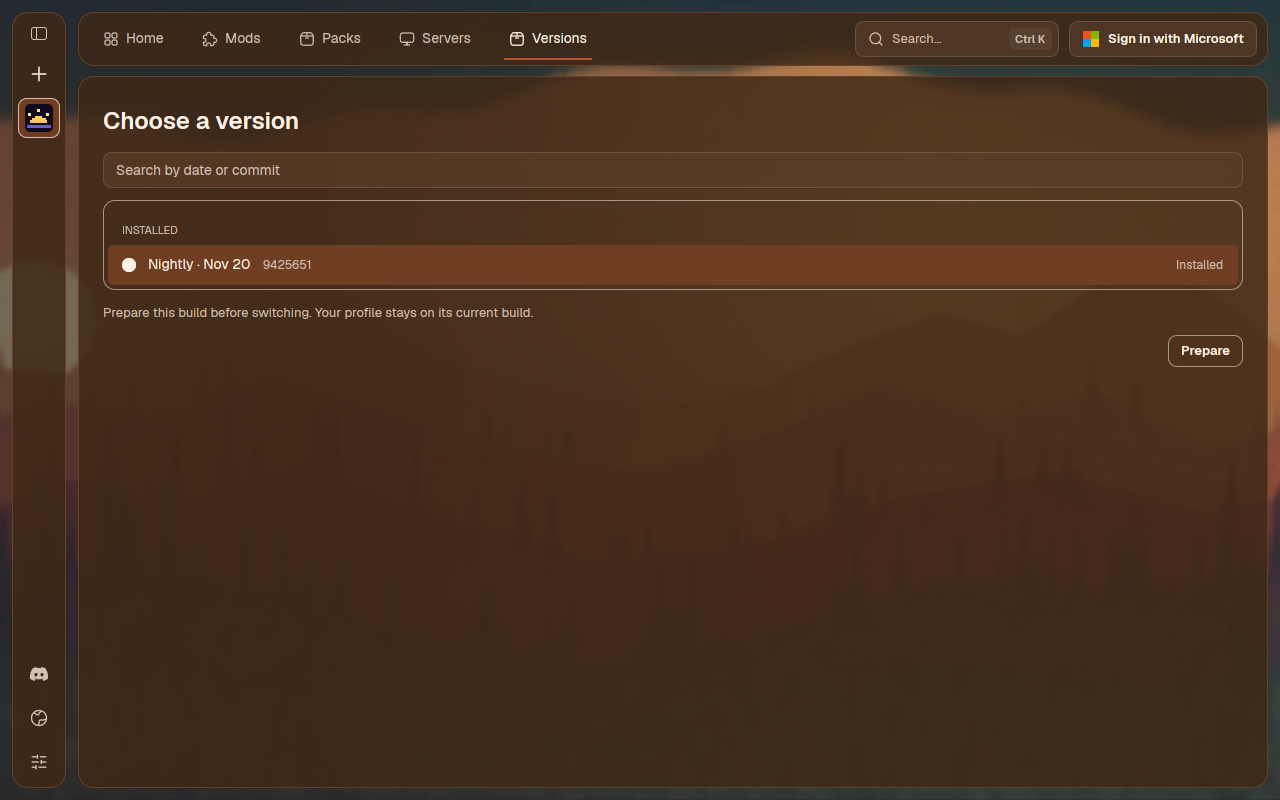 Home
Mods
Packs
Servers
Versions
Search...
Ctrl K
Sign in with Microsoft
Choose a version
Search by date or commit
INSTALLED
Nightly · Nov 20 9425651 Installed
Prepare this build before switching. Your profile stays on its current build.
Prepare